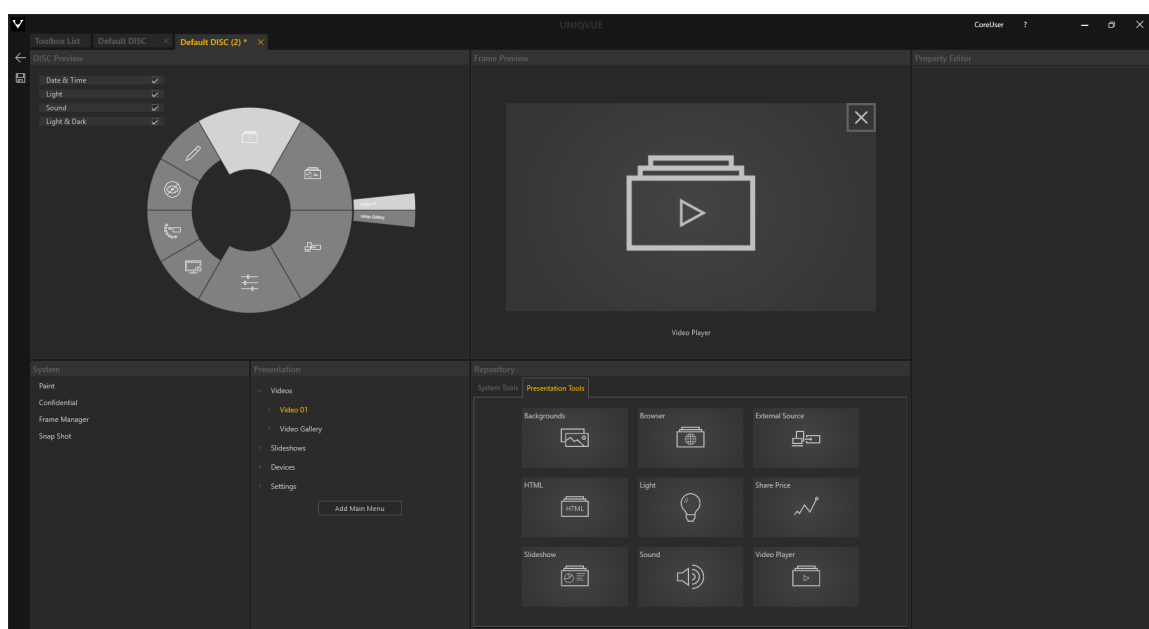 UNIQVUE
CoreUser ?
Toolbox List Default DISC Default DISC (2) *
DISC Preview
Frame Preview
Property Editor
Date & Time
Light
Sound
Light & Dark
Video Gallery
Video Player
System
Paint
Confidential
Frame Manager
Snap Shot
Presentation
Videos
Video 01
Video Gallery
Slideshows
Devices
Settings
Add Main Menu
Repository
System Tools Presentation Tools
Backgrounds
Browser
External Source
HTML
HTML
Light
Share Price
Slideshow
Sound
Video Player